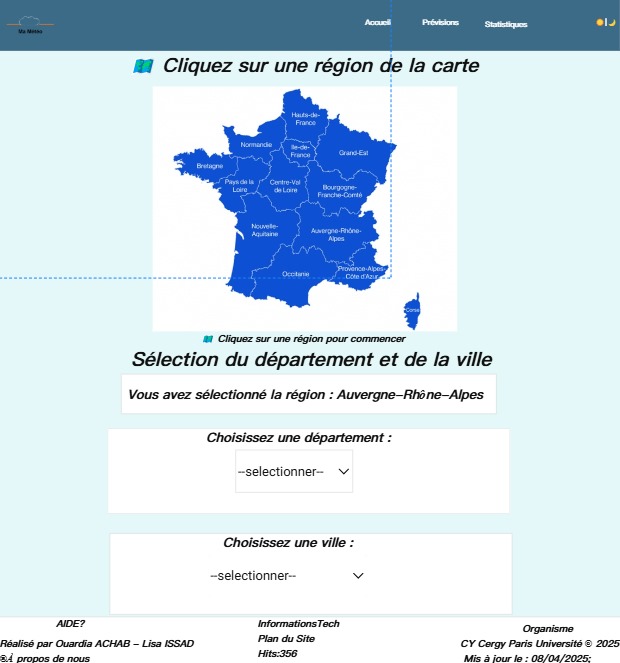 Ma Météo
Accueil
Prévisions
Statistiques
Cliquez sur une région de la carte
Hauts-de-
France
Normandie
Ile-de-
France
Grand-Est
Bretagne
Pays de la
Loire
Centre-Val
de Loire
Bourgogne-
Franche-Comté
Nouvelle-
Aquitaine
Auvergne-Rhône-
Alpes
Occitanie
Provence-Alpes-
Côte d'Azur
Corse
Cliquez sur une région pour commencer
Sélection du département et de la ville
Vous avez sélectionné la région : Auvergne-Rhône-Alpes
Choisissez une département :
--selectionner--
Choisissez une ville :
--selectionner--
AIDE?
Réalisé par Ouardia ACHAB - Lisa ISSAD
®À propos de nous
InformationsTech
Plan du Site
Hits:356
Organisme
CY Cergy Paris Université © 2025
Mis à jour le : 08/04/2025;